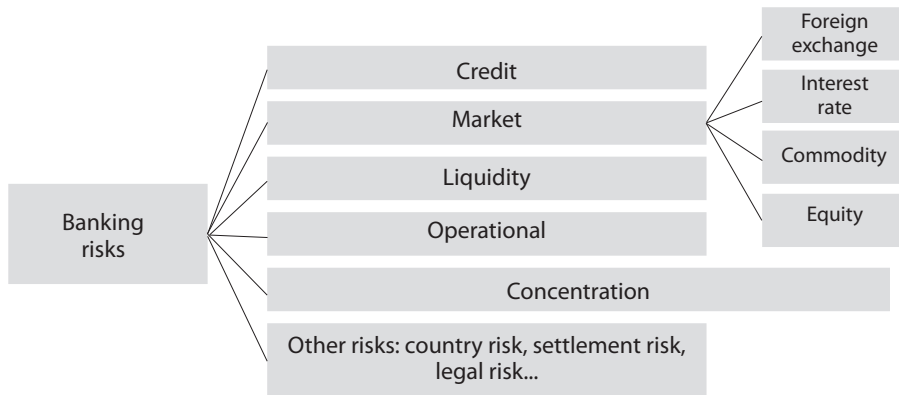 Banking
risks
Credit
Market
Liquidity
Operational
Concentration
Other risks: country risk, settlement risk,
legal risk...
Foreign
exchange
Interest
rate
Commodity
Equity